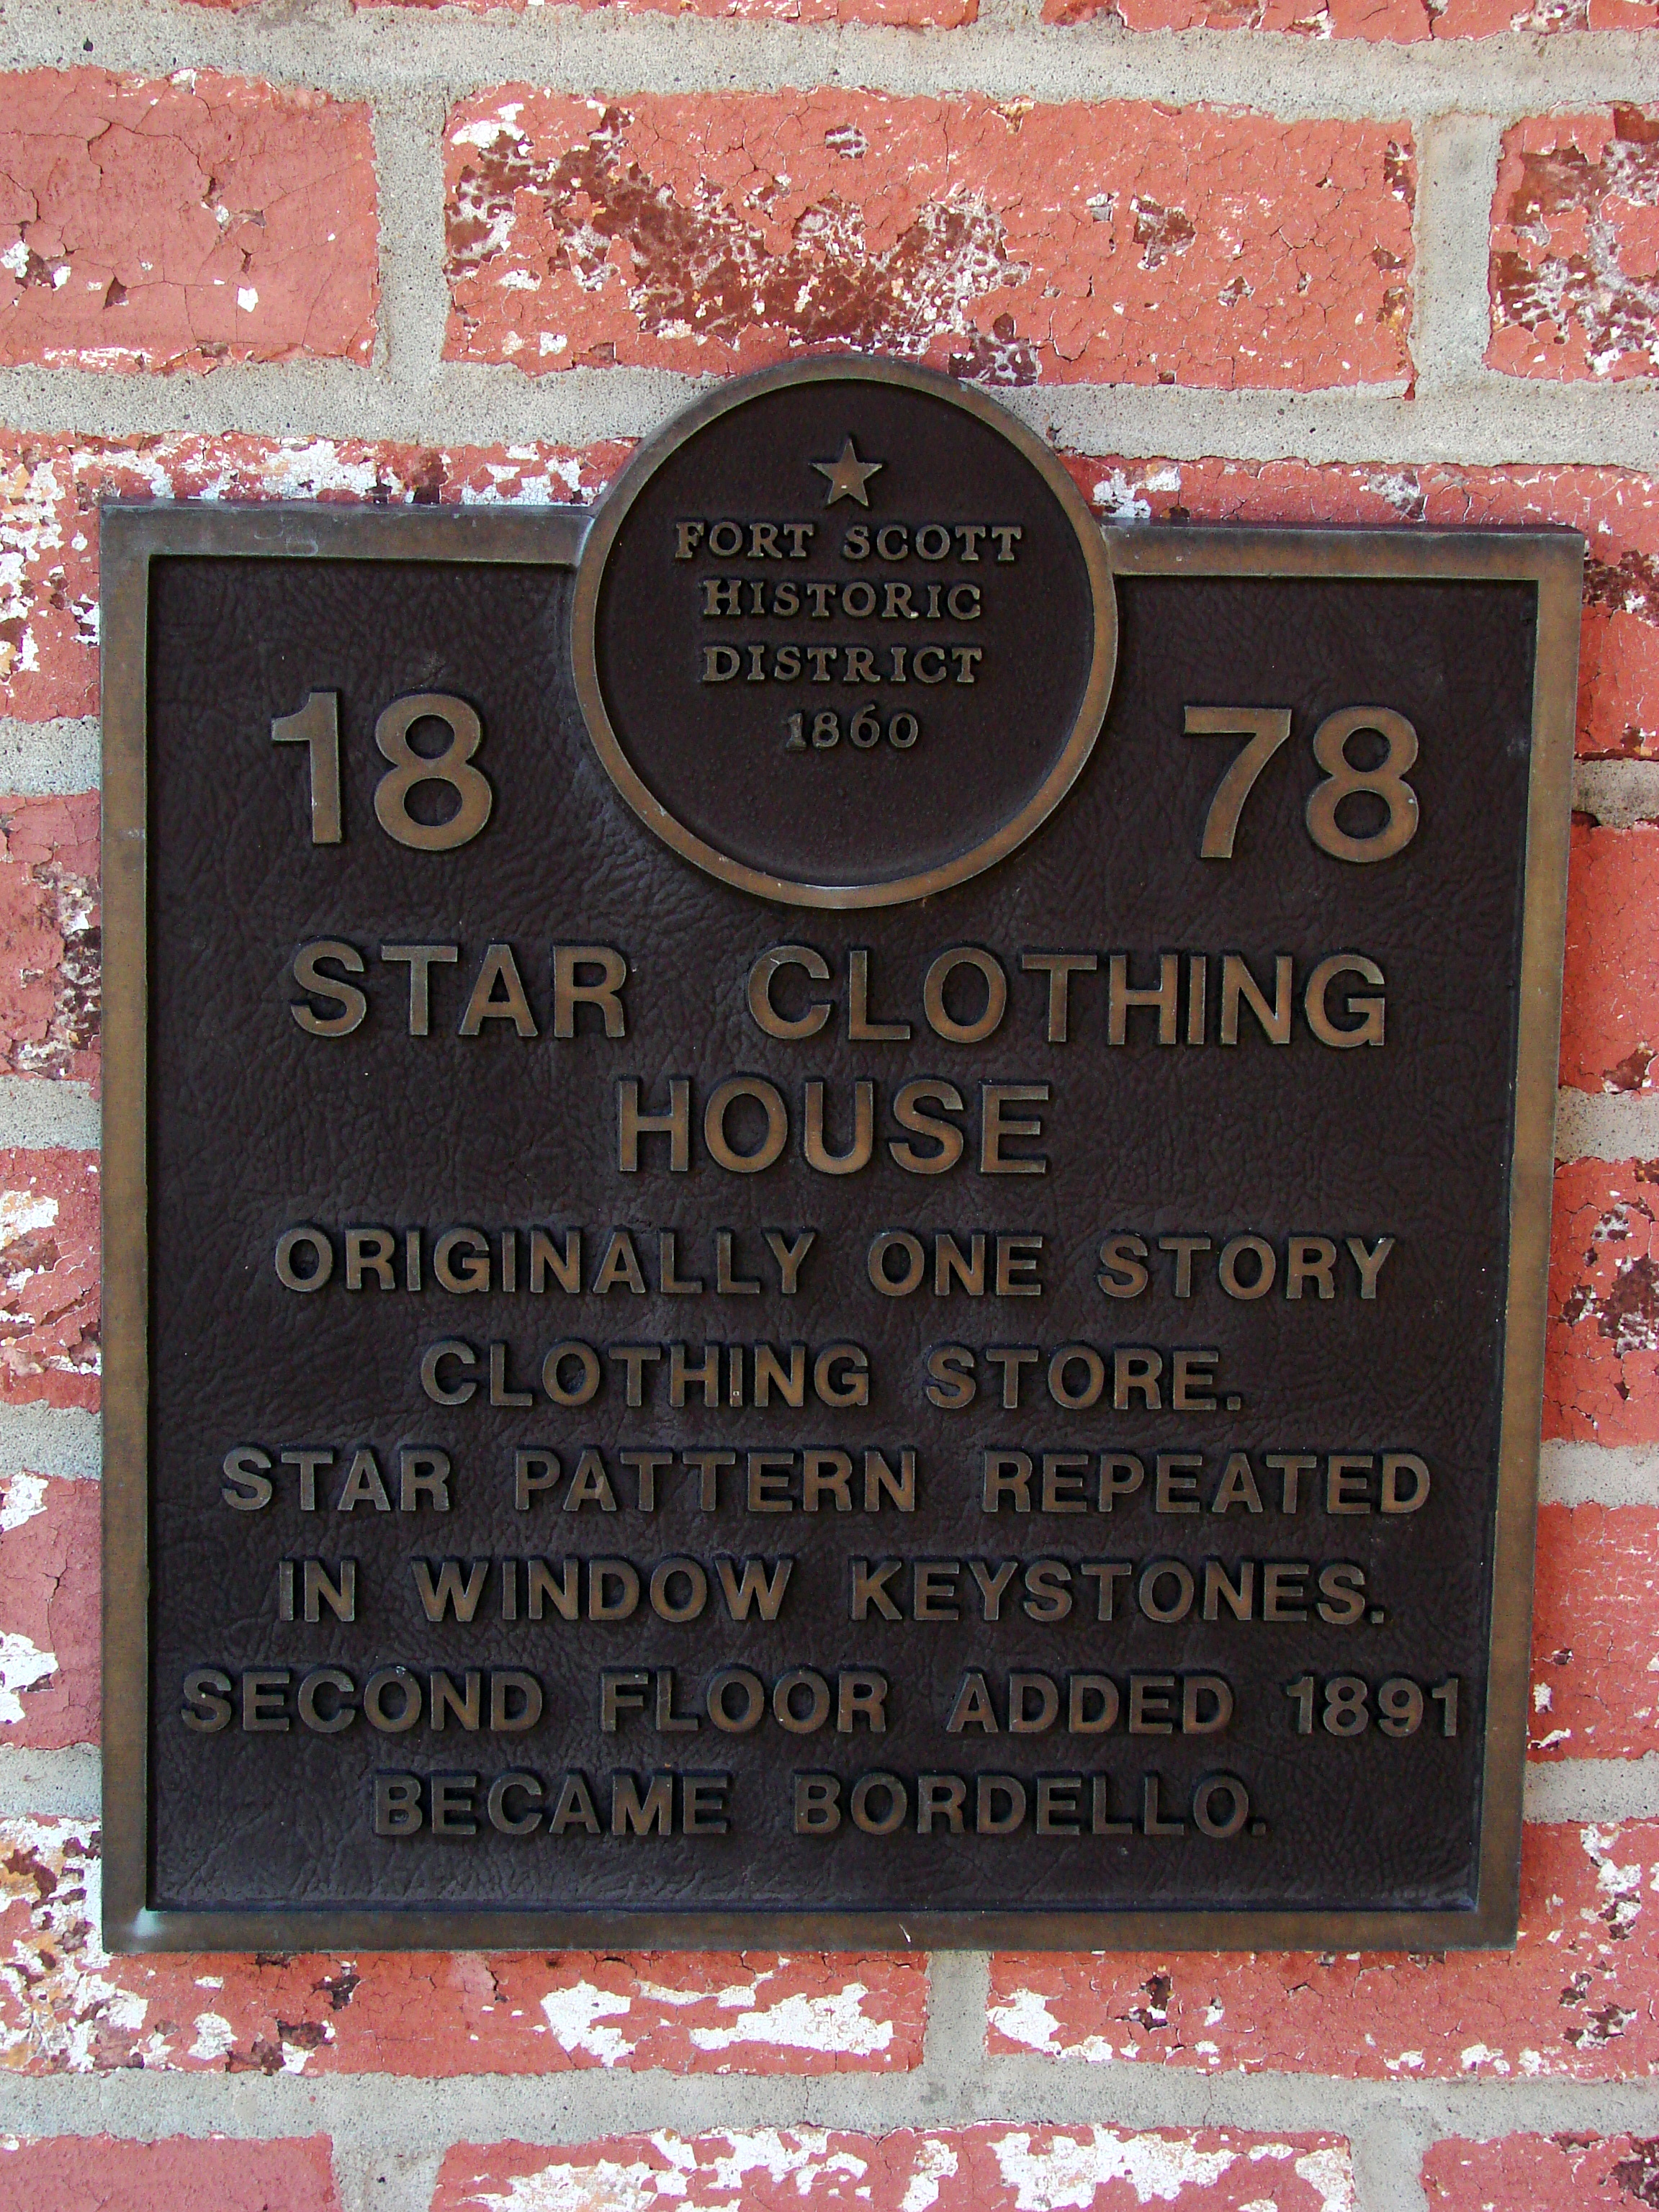 FORT SCOTT
HISTORIC
DISTRICT
1860
18 78
STAR CLOTHING
HOUSE
ORIGINALLY ONE STORY
CLOTHING STORE.
STAR PATTERN REPEATED
IN WINDOW KEYSTONES.
SECOND FLOOR ADDED 1891
BECAME BORDELLO.